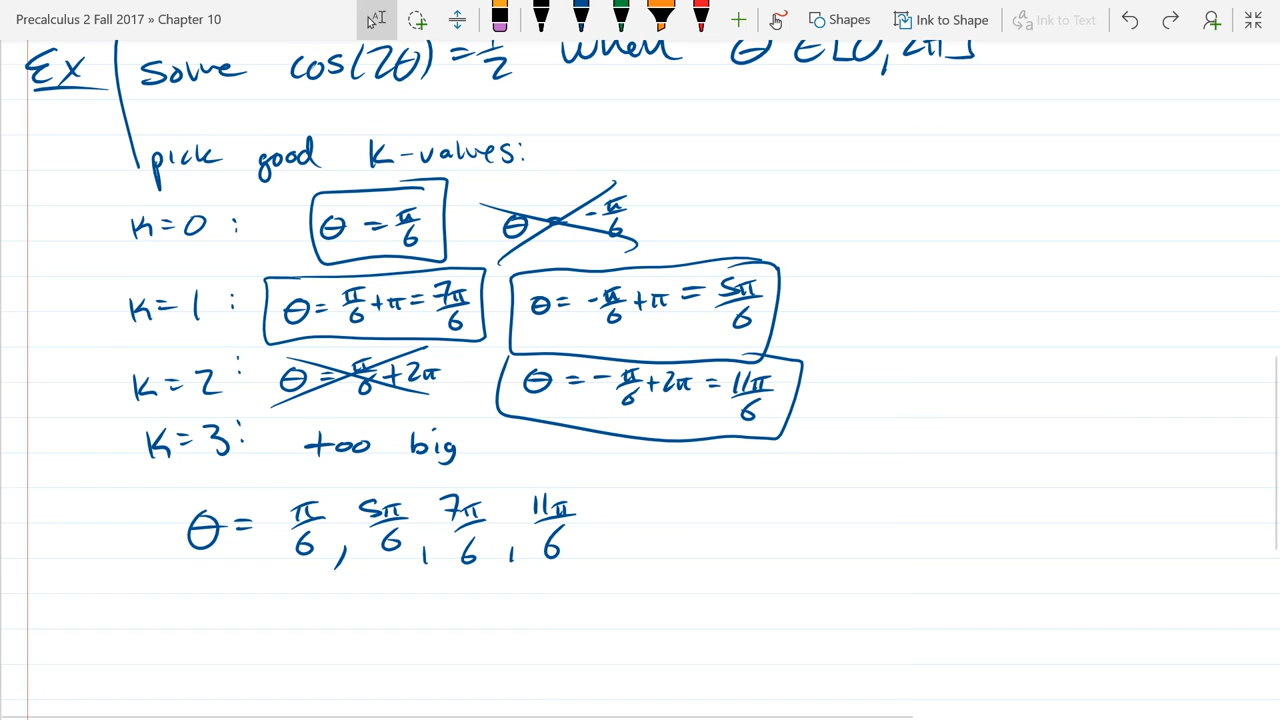 Precalculus 2 Fall 2017 » Chapter 10
Shapes
Ink to Shape
Ink to Text
Ex
solve cos(2θ) = 1/2 when θ ∈ [0, 2π]
pick good k-values:
k=0 : θ = π/6 θ = -π/6
k=1 : θ = π/6 + π = 7π/6 θ = -π/6 + π = 5π/6
k=2 : θ = π/6 + 2π θ = -π/6 + 2π = 11π/6
k=3: too big
θ = π/6, 5π/6, 7π/6, 11π/6